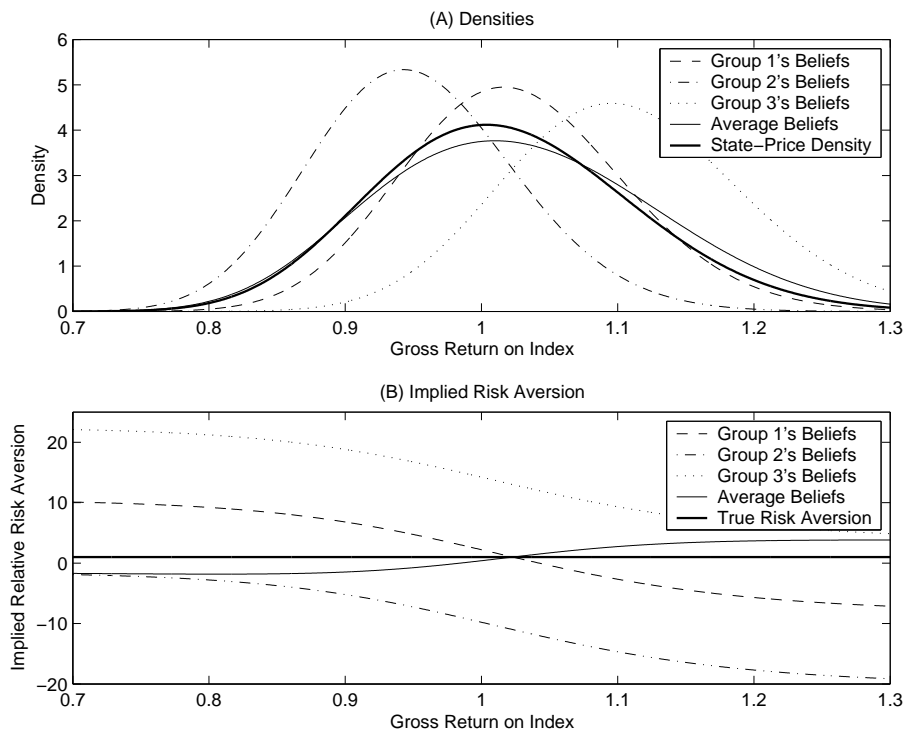 (A) Densities
6
5
4
3
2
1
0
Density
Group 1's Beliefs
Group 2's Beliefs
Group 3's Beliefs
Average Beliefs
State−Price Density
0.7 0.8 0.9 1 1.1 1.2 1.3
Gross Return on Index
(B) Implied Risk Aversion
20
10
0
−10
−20
Implied Relative Risk Aversion
Group 1's Beliefs
Group 2's Beliefs
Group 3's Beliefs
Average Beliefs
True Risk Aversion
0.7 0.8 0.9 1 1.1 1.2 1.3
Gross Return on Index